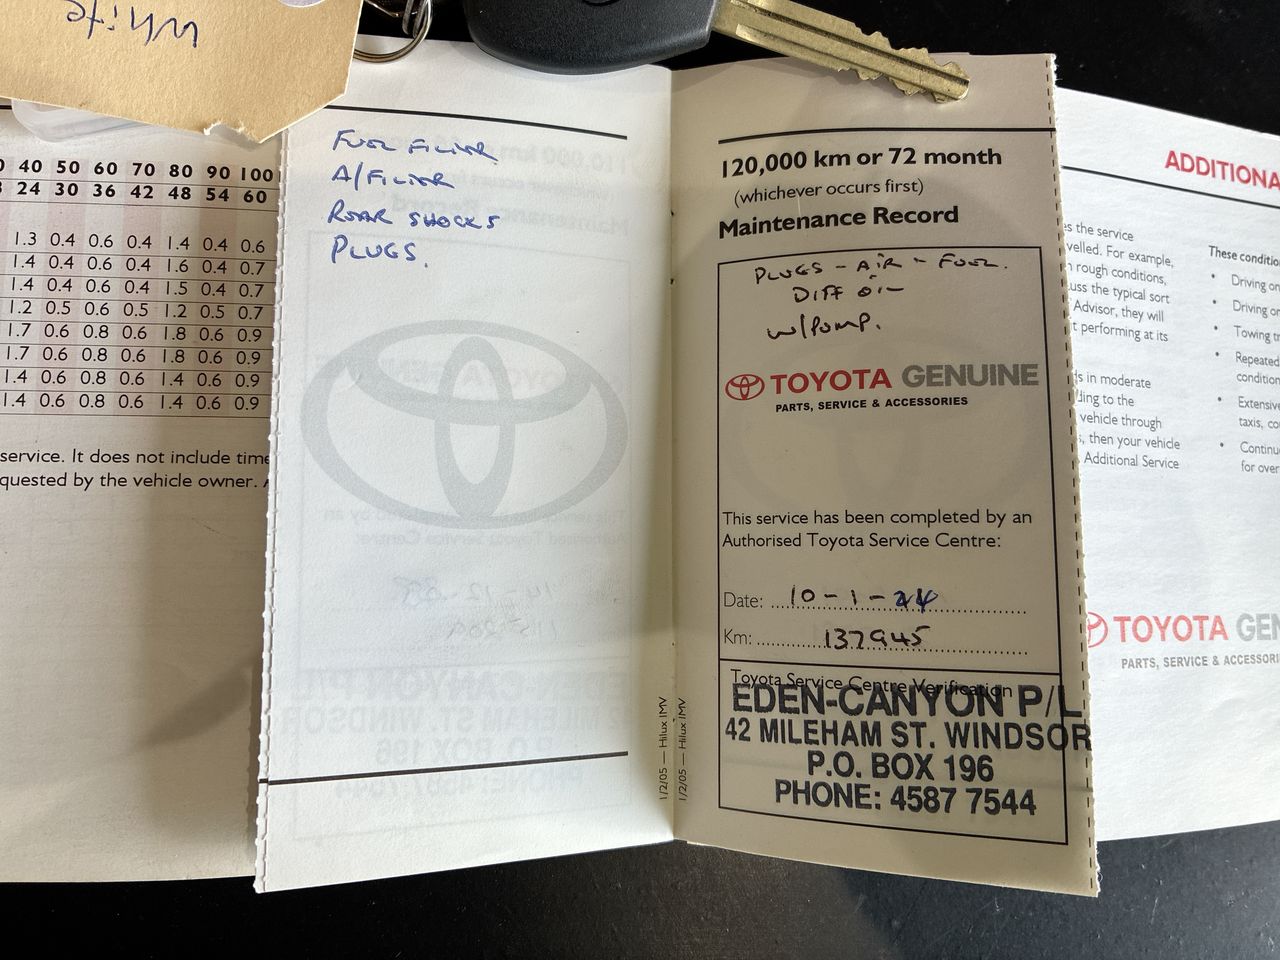 White
40 50 60 70 80 90 100
24 30 36 42 48 54 60
1.3 0.4 0.6 0.4 1.4 0.4 0.6
1.4 0.4 0.6 0.4 1.6 0.4 0.7
1.4 0.4 0.6 0.4 1.5 0.4 0.7
1.2 0.5 0.6 0.5 1.2 0.5 0.7
1.7 0.6 0.8 0.6 1.8 0.6 0.9
1.7 0.6 0.8 0.6 1.8 0.6 0.9
1.4 0.6 0.8 0.6 1.4 0.6 0.9
1.4 0.6 0.8 0.6 1.4 0.6 0.9
service. It does not include time
quested by the vehicle owner.
FUEL FILTER
A/FILTER
REAR SHOCKS
PLUGS.
1/2/05 — Hilux IMV
1/2/05 — Hilux IMV
120,000 km or 72 month
(whichever occurs first)
Maintenance Record
PLUGS - AIR - FUEL.
DIFF OIL
W/PUMP.
TOYOTA GENUINE
PARTS, SERVICE & ACCESSORIES
This service has been completed by an
Authorised Toyota Service Centre:
Date: 10-1-24
Km: 137945
Toyota Service Centre Verification
EDEN-CANYON P/L
42 MILEHAM ST. WINDSOR
P.O. BOX 196
PHONE: 4587 7544
ADDITIONA
es the service
velled. For example,
rough conditions,
uss the typical sort
Advisor, they will
t performing at its
ds in moderate
ding to the
vehicle through
, then your vehicle
Additional Service
These conditio
Driving on
Driving on
Towing tr
Repeated
condition
Extensive
taxis, co
Continu
for over
TOYOTA GEN
PARTS, SERVICE & ACCESSORI